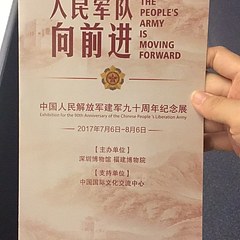 人民军队
向前进
THE
PEOPLE'S
ARMY
IS
MOVING
FORWARD
中国人民解放军建军九十周年纪念展
Exhibition for the 90th Anniversary of the Chinese People's Liberation Army
2017年7月6日-8月6日
【主办单位】
深圳博物馆 福建博物院
【支持单位】
中国国际文化交流中心